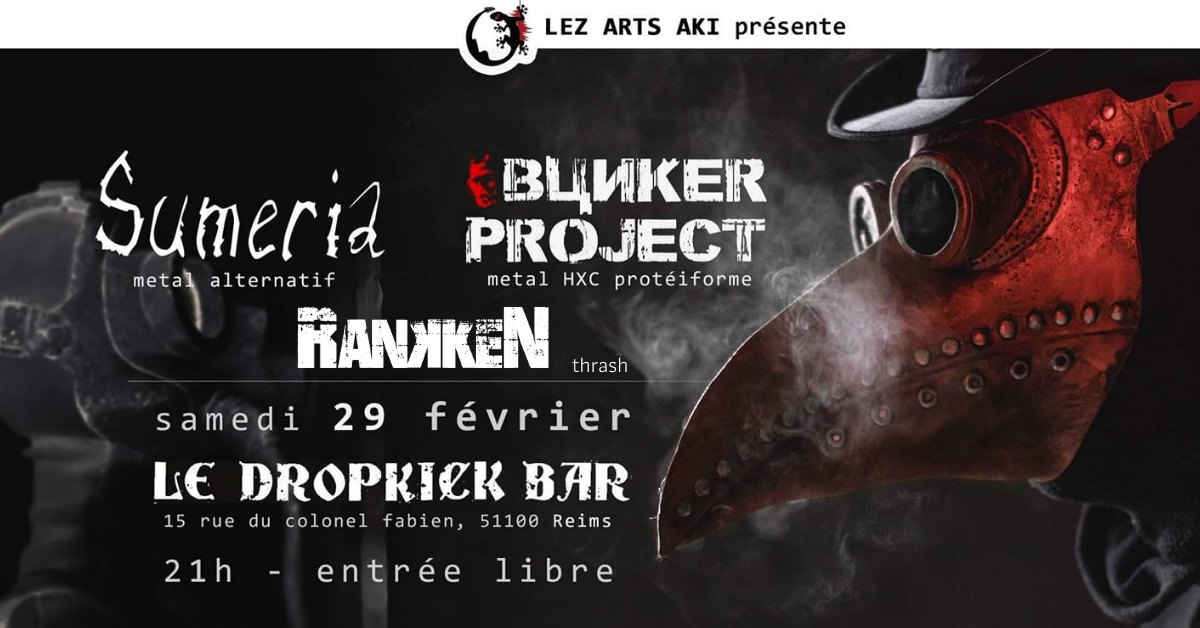 LEZ ARTS AKI présente
Sumeria
metal alternatif
BЦИKER
PROJECT
metal HXC protéiforme
RANKKEN
thrash
samedi 29 février
LE DROPKICK BAR
15 rue du colonel fabien, 51100 Reims
21h - entrée libre